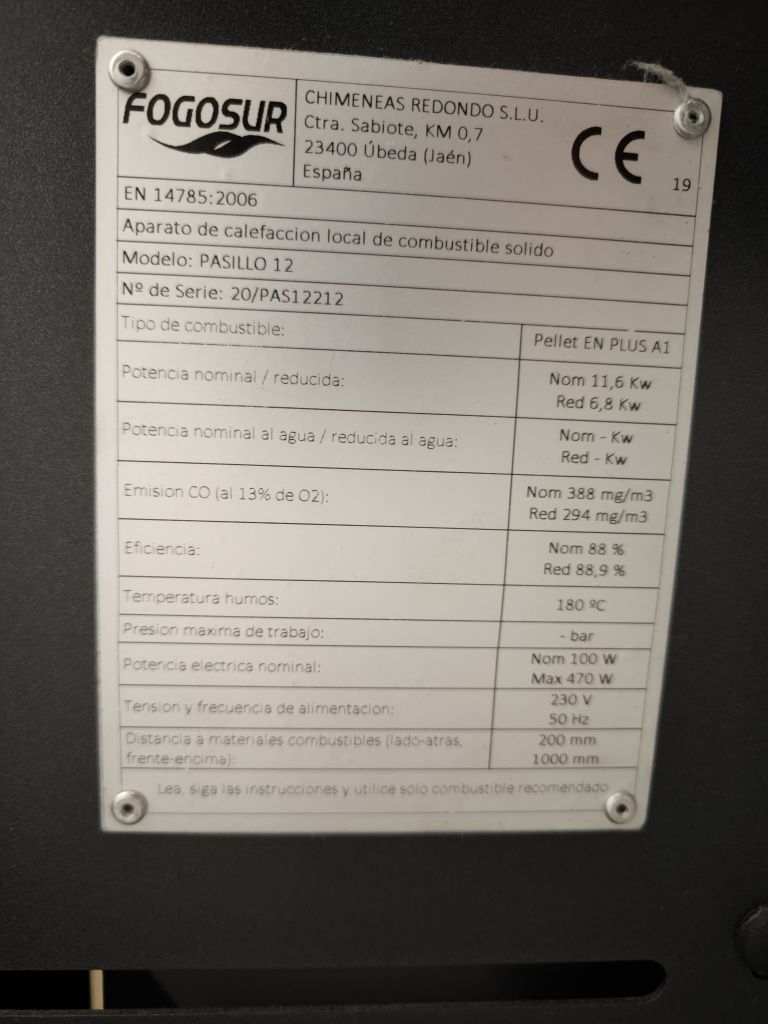 FOGOSUR
CHIMENEAS REDONDO S.L.U.
Ctra. Sabiote, KM 0,7
23400 Úbeda (Jaén)
España
CE
19
EN 14785:2006
Aparato de calefaccion local de combustible solido
Modelo: PASILLO 12
Nº de Serie: 20/PAS12212
Tipo de combustible:
Pellet EN PLUS A1
Potencia nominal / reducida:
Nom 11,6 Kw
Red 6,8 Kw
Potencia nominal al agua / reducida al agua:
Nom - Kw
Red - Kw
Emision CO (al 13% de O2):
Nom 388 mg/m3
Red 294 mg/m3
Eficiencia:
Nom 88 %
Red 88,9 %
Temperatura humos:
180 ºC
Presion maxima de trabajo:
- bar
Potencia electrica nominal:
Nom 100 W
Max 470 W
Tension y frecuencia de alimentacion:
230 V
50 Hz
Distancia a materiales combustibles (lado-atras,
frente-encima):
200 mm
1000 mm
Lea, siga las instrucciones y utilice solo combustible recomendado